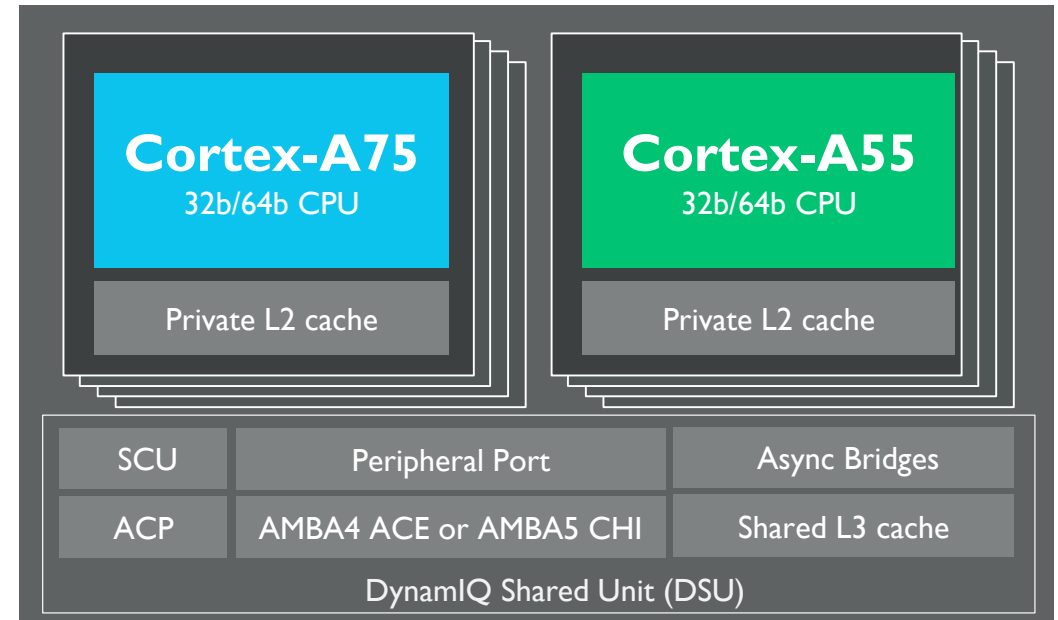 Cortex-A75
32b/64b CPU
Private L2 cache
Cortex-A55
32b/64b CPU
Private L2 cache
SCU
Peripheral Port
Async Bridges
ACP
AMBA4 ACE or AMBA5 CHI
Shared L3 cache
DynamIQ Shared Unit (DSU)